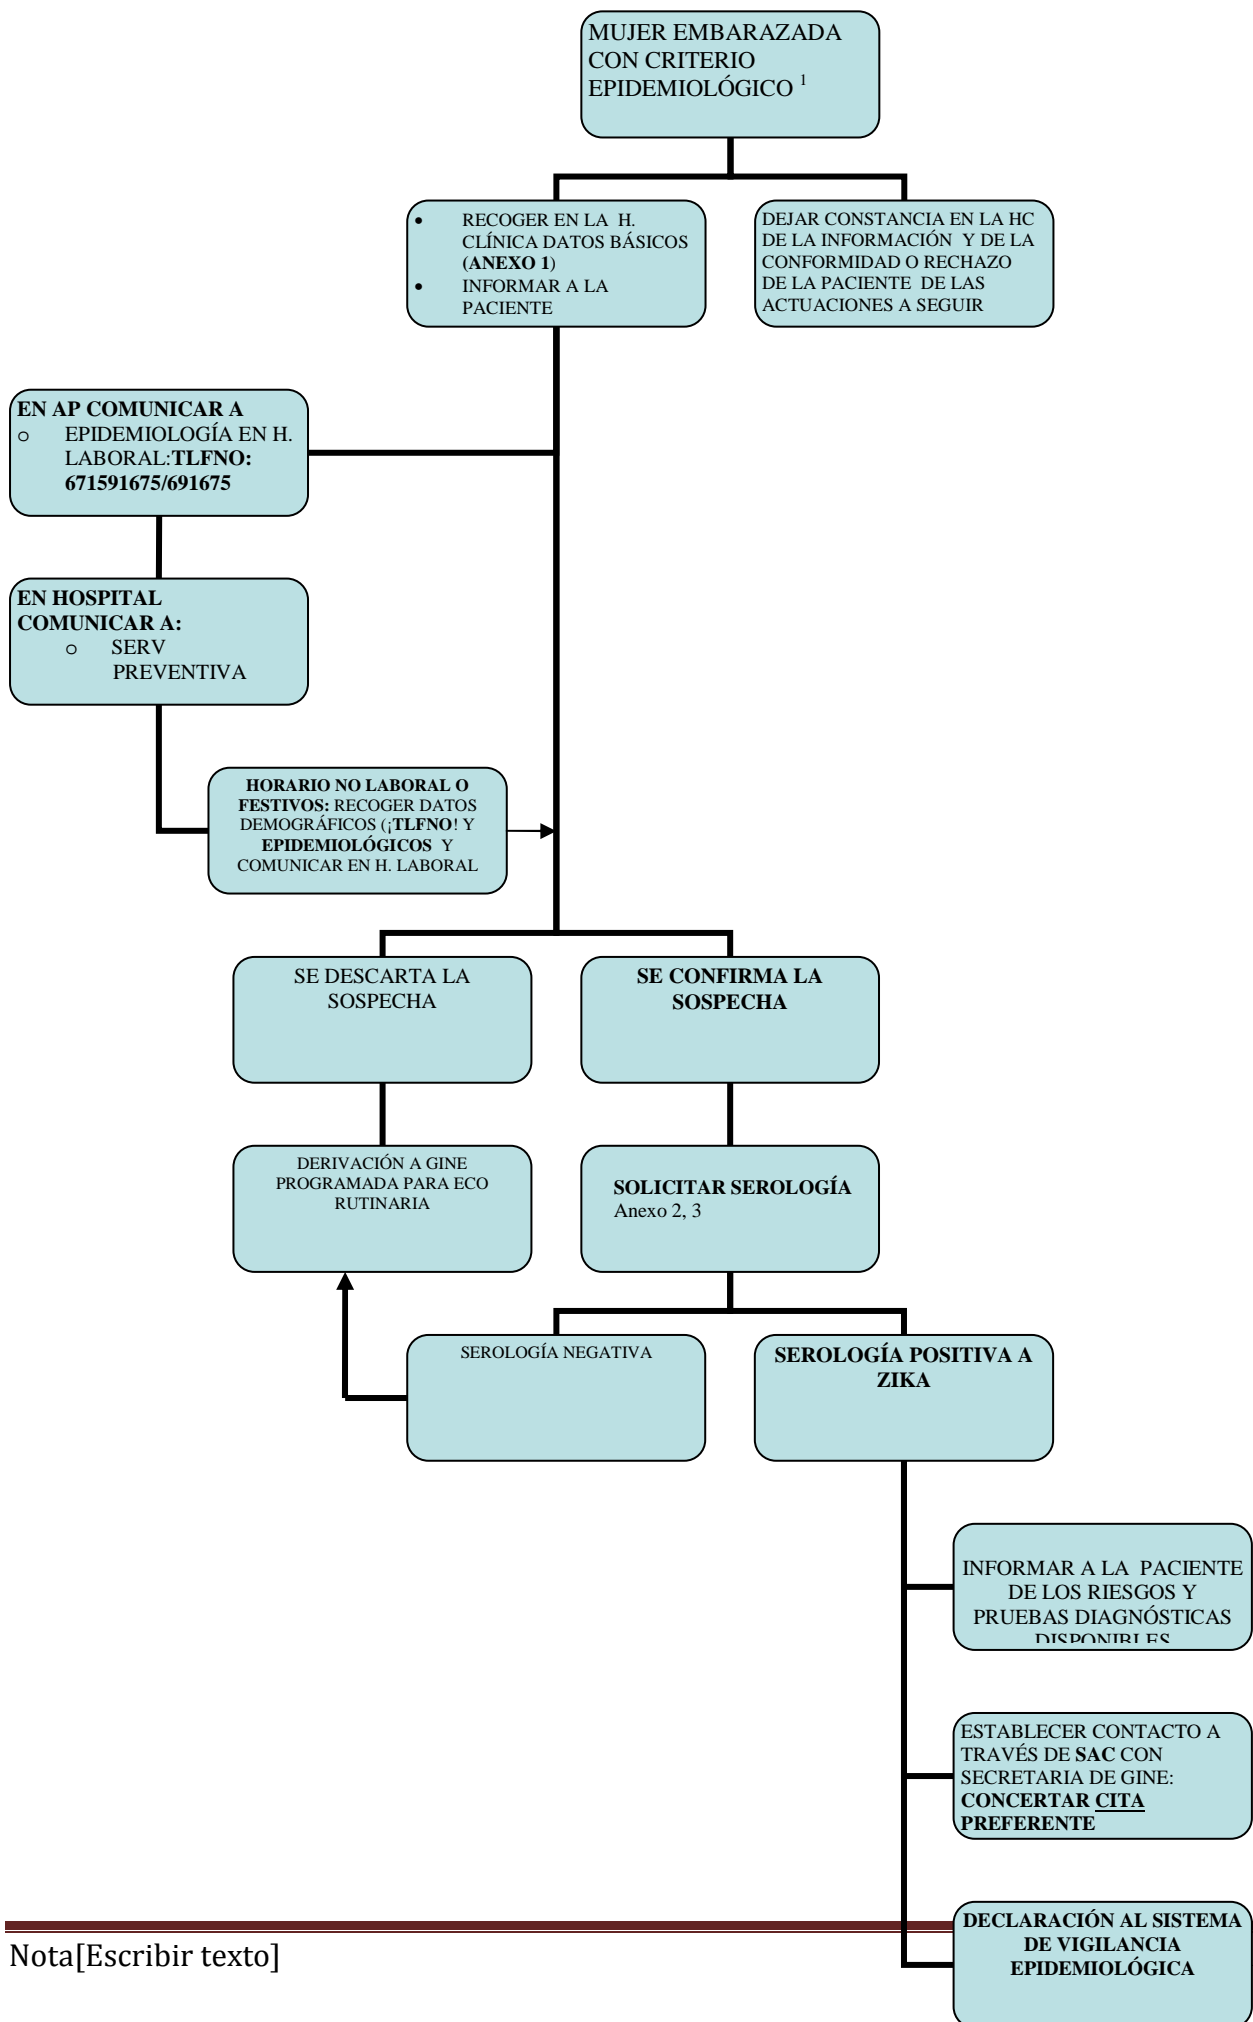 MUJER EMBARAZADA
CON CRITERIO
EPIDEMIOLÓGICO 1
• RECOGER EN LA H.
CLÍNICA DATOS BÁSICOS
(ANEXO 1)
• INFORMAR A LA
PACIENTE
DEJAR CONSTANCIA EN LA HC
DE LA INFORMACIÓN Y DE LA
CONFORMIDAD O RECHAZO
DE LA PACIENTE DE LAS
ACTUACIONES A SEGUIR
EN AP COMUNICAR A
o EPIDEMIOLOGÍA EN H.
LABORAL:TLFNO:
671591675/691675
EN HOSPITAL
COMUNICAR A:
o SERV
PREVENTIVA
HORARIO NO LABORAL O
FESTIVOS: RECOGER DATOS
DEMOGRÁFICOS (¡TLFNO! Y
EPIDEMIOLÓGICOS Y
COMUNICAR EN H. LABORAL
SE DESCARTA LA
SOSPECHA
SE CONFIRMA LA
SOSPECHA
DERIVACIÓN A GINE
PROGRAMADA PARA ECO
RUTINARIA
SOLICITAR SEROLOGÍA
Anexo 2, 3
SEROLOGÍA NEGATIVA
SEROLOGÍA POSITIVA A
ZIKA
INFORMAR A LA PACIENTE
DE LOS RIESGOS Y
PRUEBAS DIAGNÓSTICAS
DISPONIBLES
ESTABLECER CONTACTO A
TRAVÉS DE SAC CON
SECRETARIA DE GINE:
CONCERTAR CITA
PREFERENTE
DECLARACIÓN AL SISTEMA
DE VIGILANCIA
EPIDEMIOLÓGICA
Nota[Escribir texto]